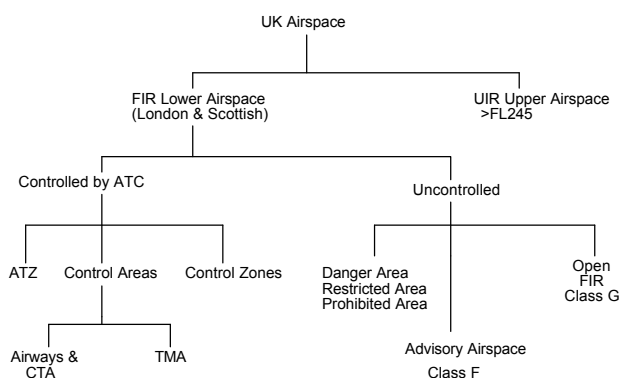 UK Airspace
FIR Lower Airspace
(London & Scottish)
UIR Upper Airspace
>FL245
Controlled by ATC
Uncontrolled
ATZ
Control Areas
Control Zones
Danger Area
Restricted Area
Prohibited Area
Open
FIR
Class G
Airways &
CTA
TMA
Advisory Airspace
Class F